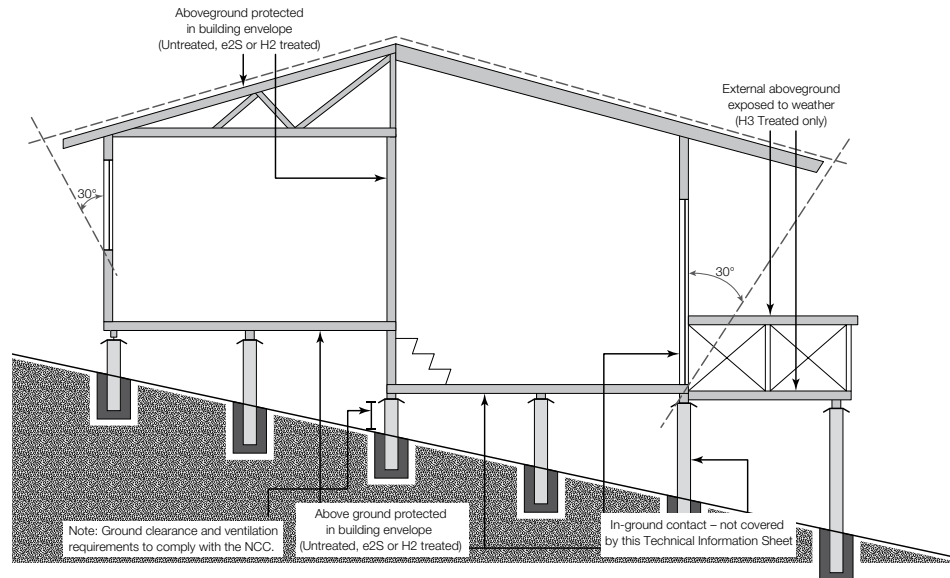 Aboveground protected
in building envelope
(Untreated, e2S or H2 treated)
External aboveground
exposed to weather
(H3 Treated only)
30°
30°
Note: Ground clearance and ventilation
requirements to comply with the NCC.
Above ground protected
in building envelope
(Untreated, e2S or H2 treated)
In-ground contact – not covered
by this Technical Information Sheet